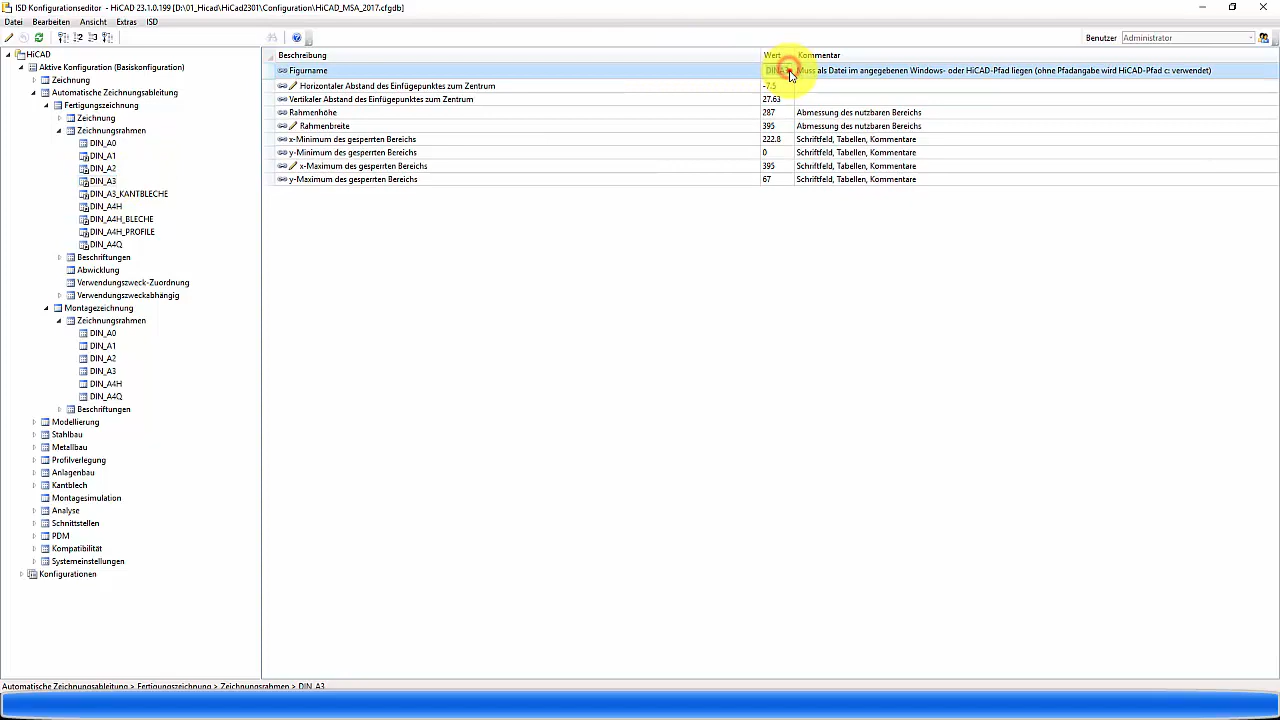 ISD Konfigurationseditor - HiCAD 23.1.0.199 [D:\01_Hicad\HiCad2301\Configuration\HiCAD_MSA_2017.cfgdb]
Datei Bearbeiten Ansicht Extras ISD
Benutzer Administrator
HiCAD
Aktive Konfig (Basiskonfiguration)
Zeichnung
Automatische Zeichnungsableitung
Fertigungszeichnung
Zeichnung
Zeichnungsrahmen
DIN_A0
DIN_A1
DIN_A2
DIN_A3
DIN_A3_KANTBLECHE
DIN_A4H
DIN_A4H_BLECHE
DIN_A4H_PROFILE
DIN_A4Q
Beschriftungen
Abwicklung
Verwendungszweck-Zuordnung
Verwendungszweckabhängig
Montagezeichnung
Zeichnungsrahmen
DIN_A0
DIN_A1
DIN_A2
DIN_A3
DIN_A4H
DIN_A4Q
Beschriftungen
Modellierung
Stahlbau
Metallbau
Profilverlegung
Anlagenbau
Kantblech
Montagesimulation
Analyse
Schnittstellen
PDM
Kompatibilität
Systemeinstellungen
Konfigurationen
Beschreibung Wert Kommentar
Figurname Muss als Datei im angegebenen Windows- oder HiCAD-Pfad liegen (ohne Pfadangabe wird HiCAD-Pfad c: verwendet)
Horizontaler Abstand des Einfügepunktes zum Zentrum -7.5
Vertikaler Abstand des Einfügepunktes zum Zentrum 27.63
Rahmenhöhe 287 Abmessung des nutzbaren Bereichs
Rahmenbreite 395 Abmessung des nutzbaren Bereichs
x-Minimum des gesperrten Bereichs 222.8 Schriftfeld, Tabellen, Kommentare
y-Minimum des gesperrten Bereichs 0 Schriftfeld, Tabellen, Kommentare
x-Maximum des gesperrten Bereichs 395 Schriftfeld, Tabellen, Kommentare
y-Maximum des gesperrten Bereichs 67 Schriftfeld, Tabellen, Kommentare
Automatische Zeichnungsableitung > Fertigungszeichnung > Zeichnungsrahmen > DIN_A3